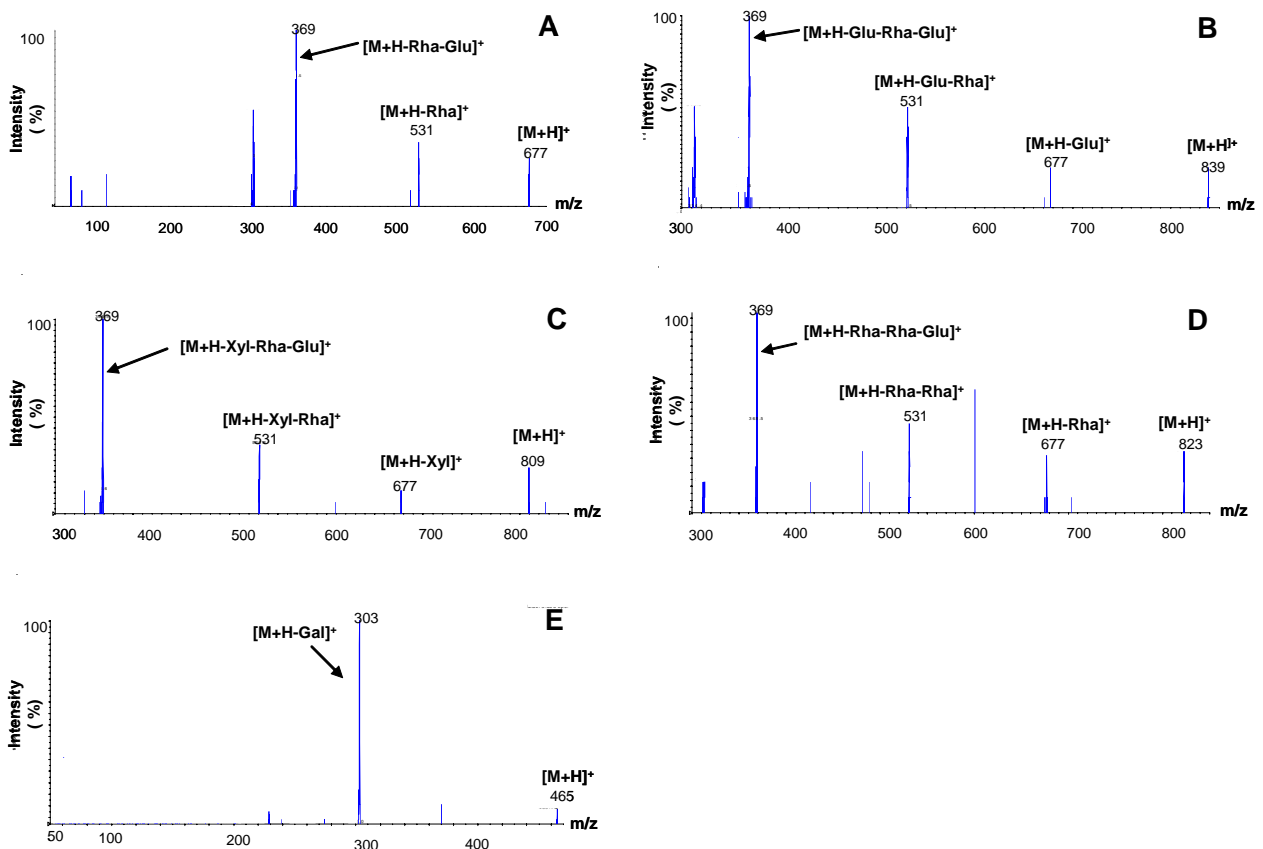 A
100
Intensity
( %)
369
[M+H-Rha-Glu]+
[M+H-Rha]+
531
[M+H]+
677
m/z
100 200 300 400 500 600 700
B
100
Intensity
( %)
369
[M+H-Glu-Rha-Glu]+
[M+H-Glu-Rha]+
531
[M+H-Glu]+
677
[M+H]+
839
m/z
300 400 500 600 700 800
C
100
Intensity
( %)
369
[M+H-Xyl-Rha-Glu]+
[M+H-Xyl-Rha]+
531
[M+H-Xyl]+
677
[M+H]+
809
m/z
300 400 500 600 700 800
D
100
Intensity
( %)
369
[M+H-Rha-Rha-Glu]+
[M+H-Rha-Rha]+
531
[M+H-Rha]+
677
[M+H]+
823
m/z
300 400 500 600 700 800
E
100
Intensity
( %)
303
[M+H-Gal]+
[M+H]+
465
m/z
50 100 200 300 400